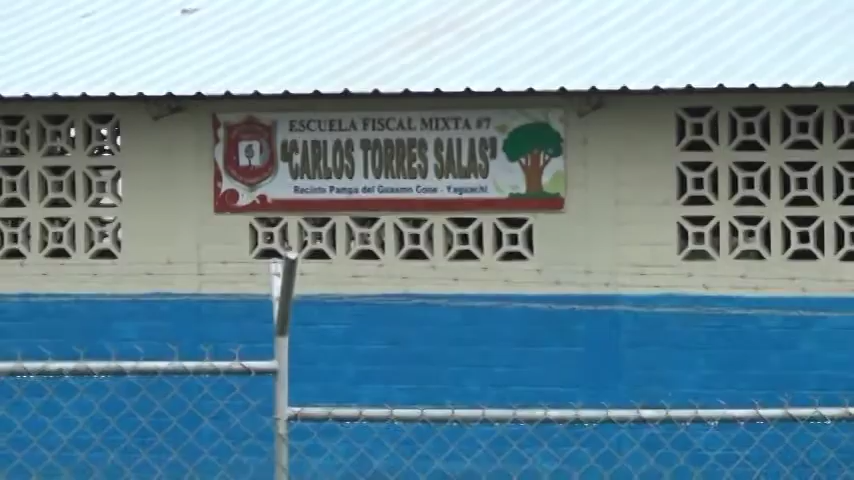 ESCUELA FISCAL MIXTA #7
"CARLOS TORRES SALAS"
Recinto Pampa del Guasmo Cone - Yaguachi